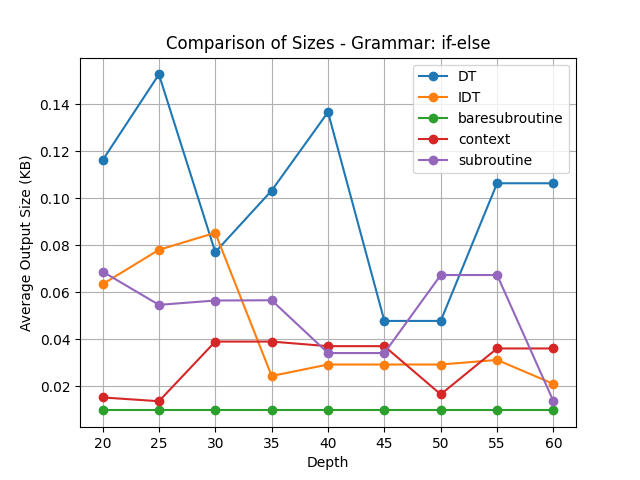 Comparison of Sizes - Grammar: if-else
Average Output Size (KB)
0.14
0.12
0.10
0.08
0.06
0.04
0.02
DT
IDT
baresubroutine
context
subroutine
20 25 30 35 40 45 50 55 60
Depth